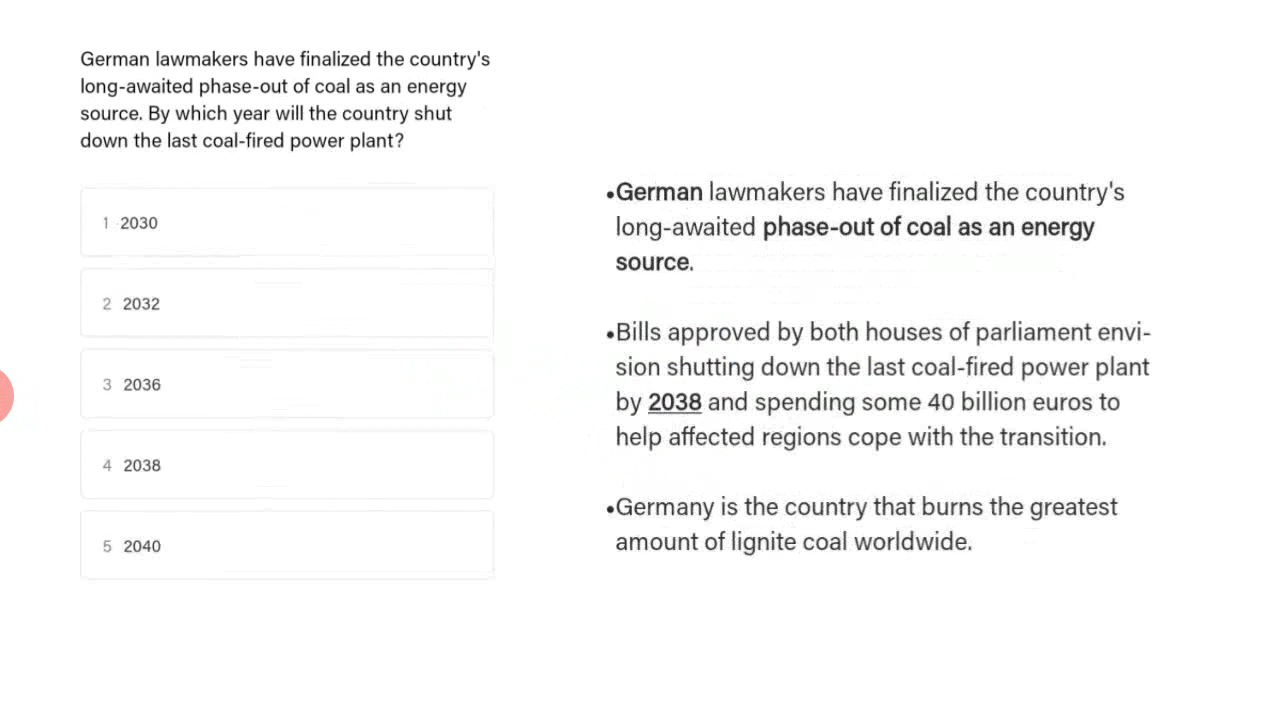 German lawmakers have finalized the country's
long-awaited phase-out of coal as an energy
source. By which year will the country shut
down the last coal-fired power plant?
1 2030
2 2032
3 2036
4 2038
5 2040
•German lawmakers have finalized the country's
long-awaited phase-out of coal as an energy
source.
•Bills approved by both houses of parliament envi-
sion shutting down the last coal-fired power plant
by 2038 and spending some 40 billion euros to
help affected regions cope with the transition.
•Germany is the country that burns the greatest
amount of lignite coal worldwide.